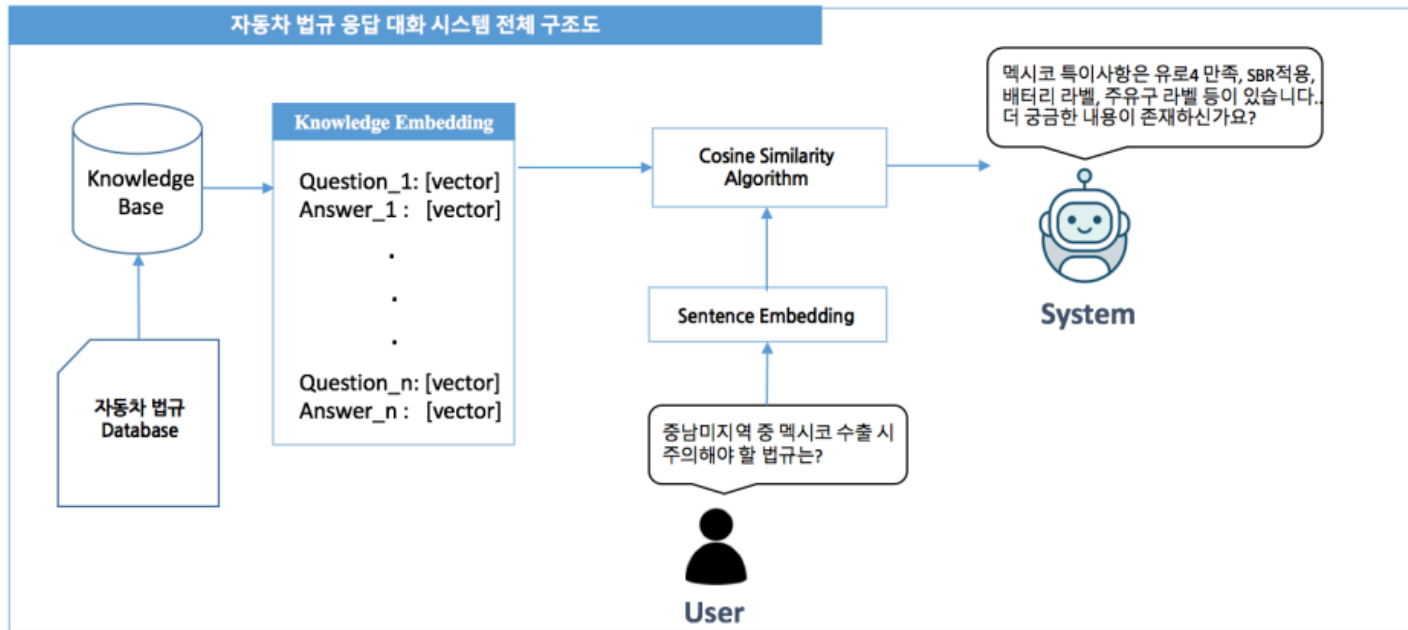 자동차 법규 응답 대화 시스템 전체 구조도
멕시코 특이사항은 유로4 만족, SBR적용,
배터리 라벨, 주유구 라벨 등이 있습니다..
더 궁금한 내용이 존재하신가요?
Knowledge Embedding
Knowledge
Base
Question_1: [vector]
Answer_1 : [vector]
.
.
.
Question_n: [vector]
Answer_n : [vector]
Cosine Similarity
Algorithm
Sentence Embedding
System
자동차 법규
Database
중남미지역 중 멕시코 수출 시
주의해야 할 법규는?
User